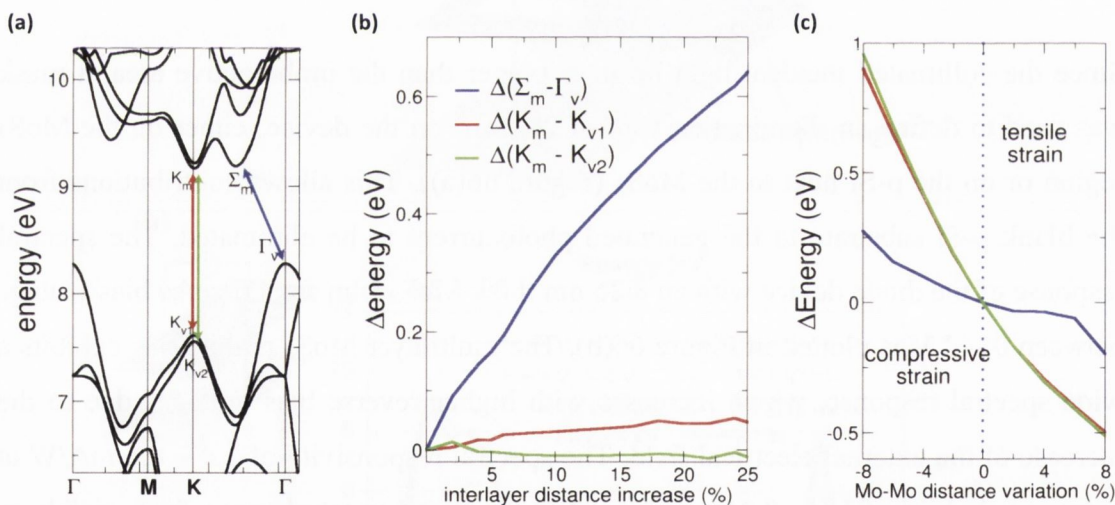 (a)
(b)
(c)
energy (eV)
10
9
8
7
K_m
Σ_m
Γ_v
K_v
K_v2
Γ
M
K
Γ
Δenergy (eV)
0.6
0.4
0.2
0
Δ(Σ_m-Γ_v)
Δ(K_m - K_v1)
Δ(K_m - K_v2)
0 5 10 15 20 25
interlayer distance increase (%)
ΔEnergy (eV)
1
0.5
0
-0.5
tensile
strain
compressive
strain
-8 -4 0 4 8
Mo-Mo distance variation (%)